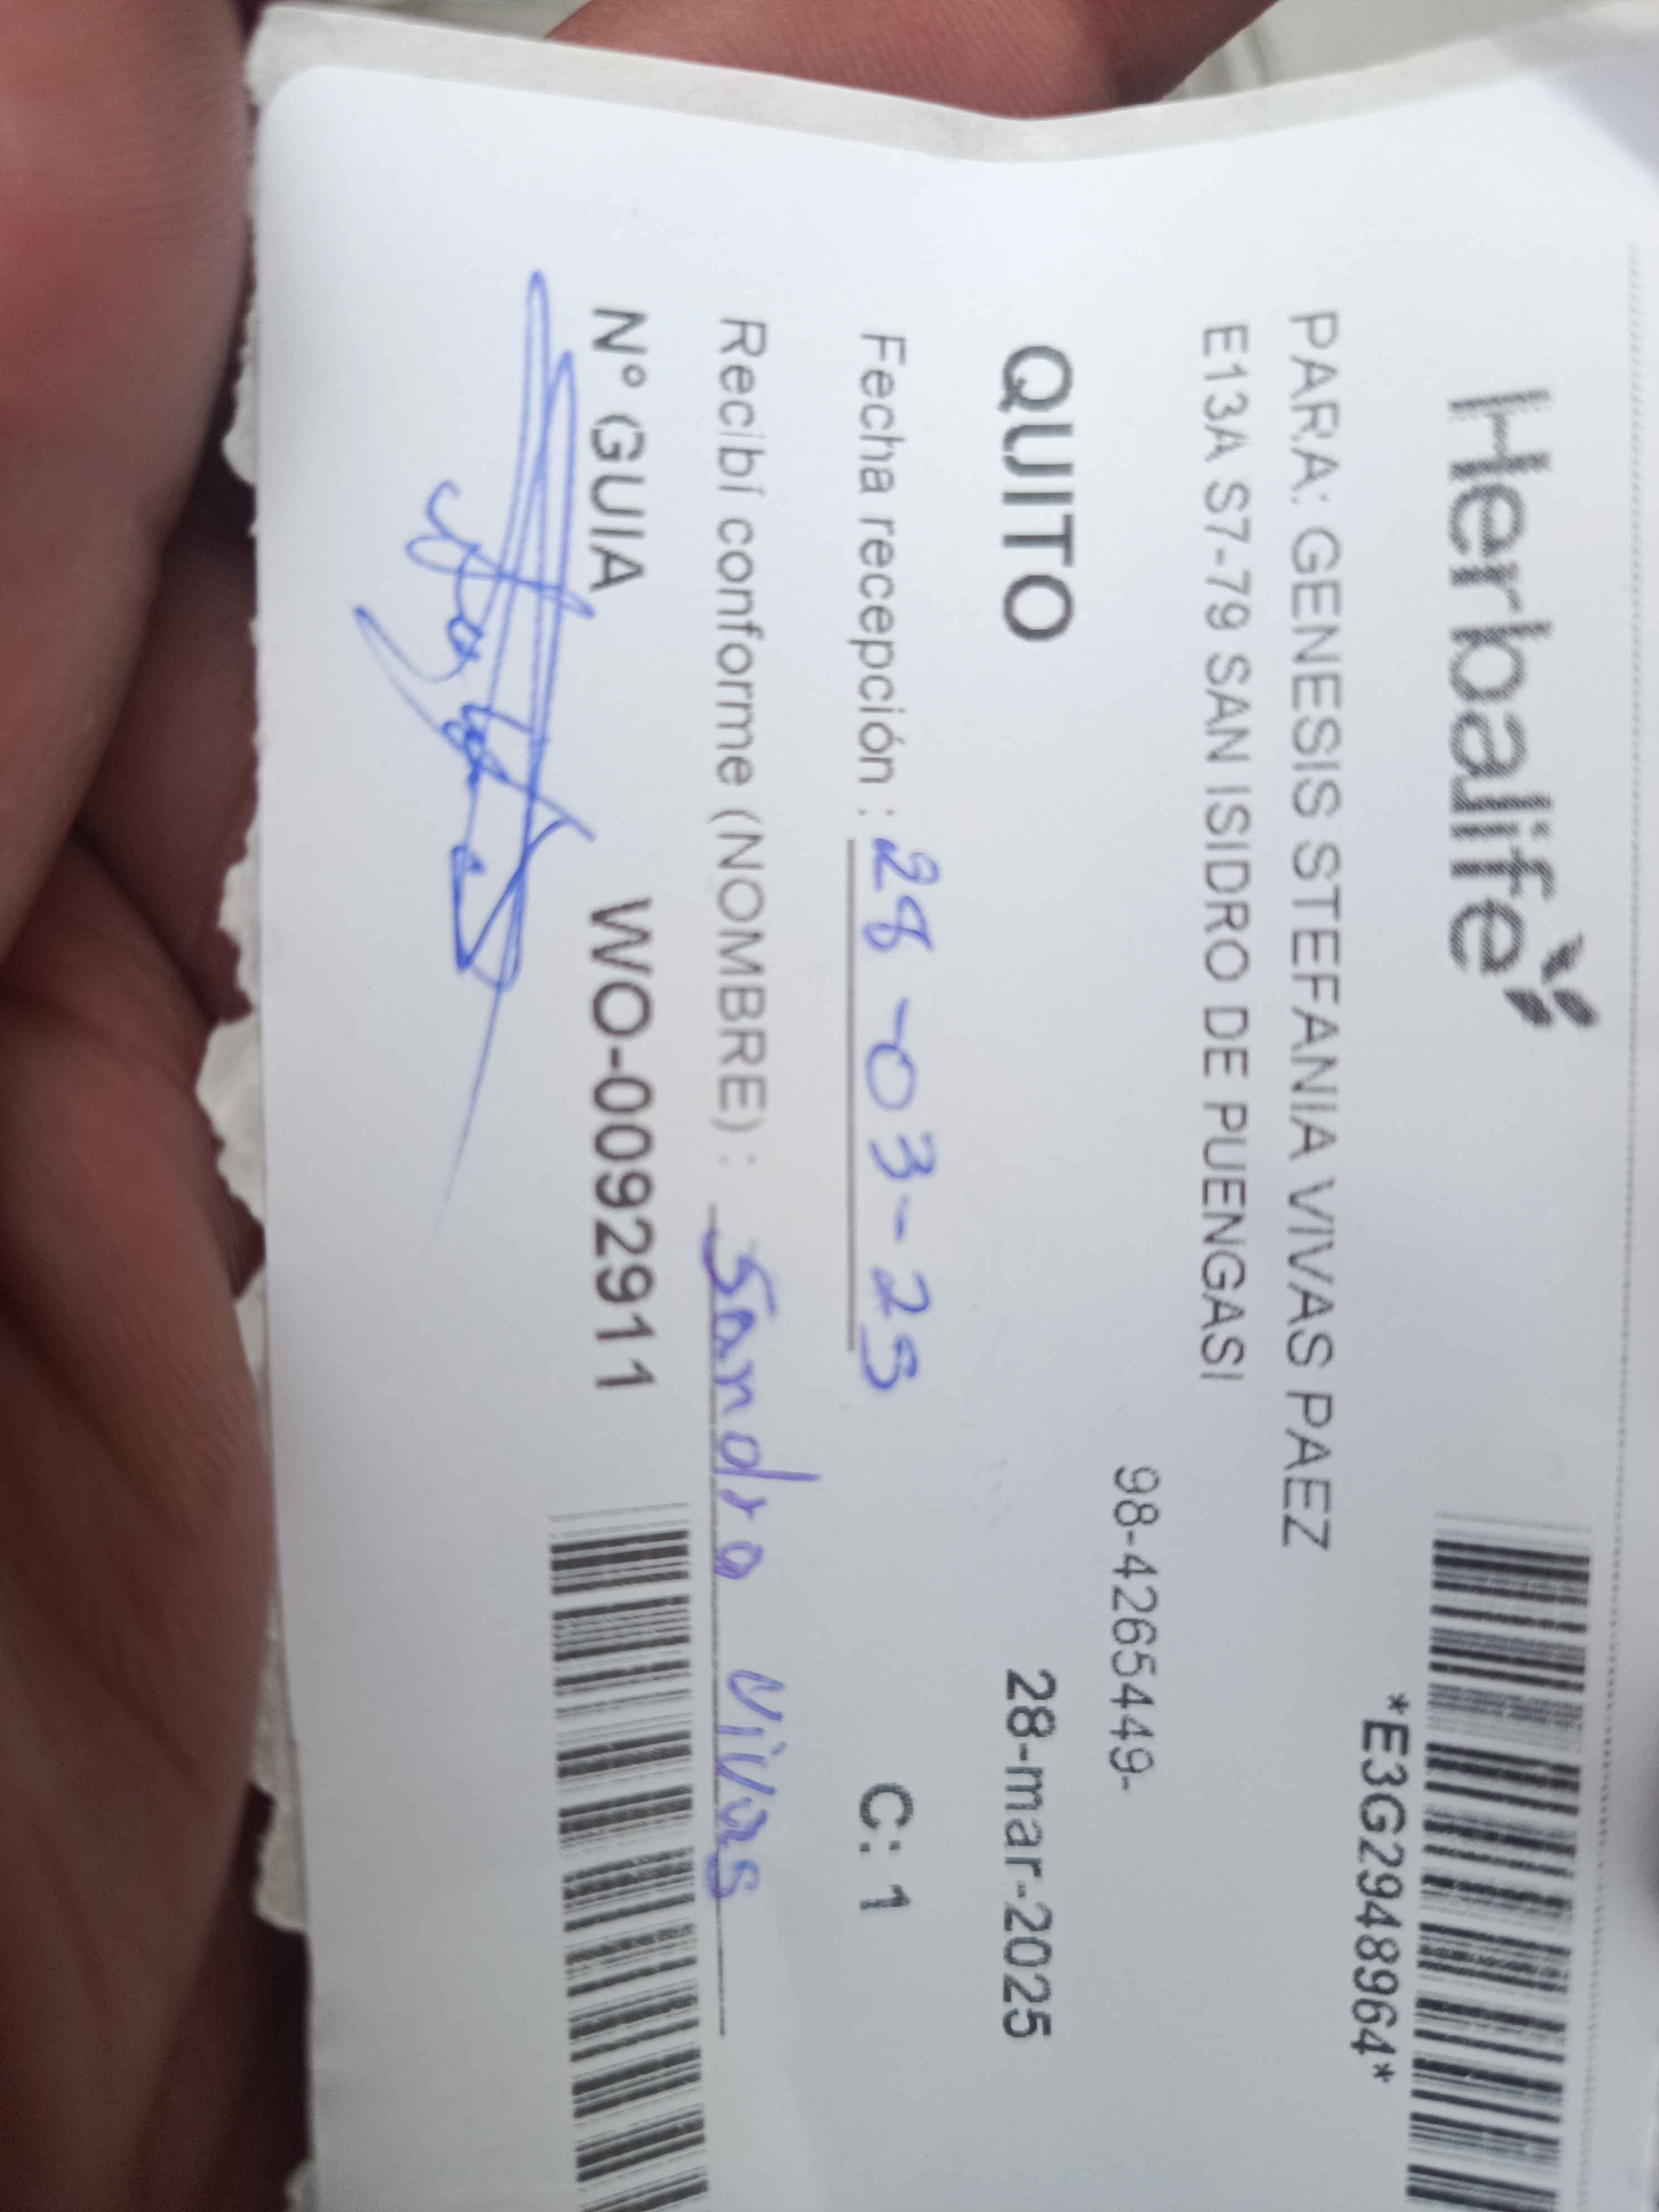 Herbalife
*E3G2948964*
PARA: GENESIS STEFANIA VIVAS PAEZ
E13A S7-79 SAN ISIDRO DE PUENGASI
98-4265449-
QUITO 28-mar-2025
Fecha recepción : 28-03-25 C: 1
Recibí conforme (NOMBRE) : Sandra Vivas
Nº GUIA WO-0092911